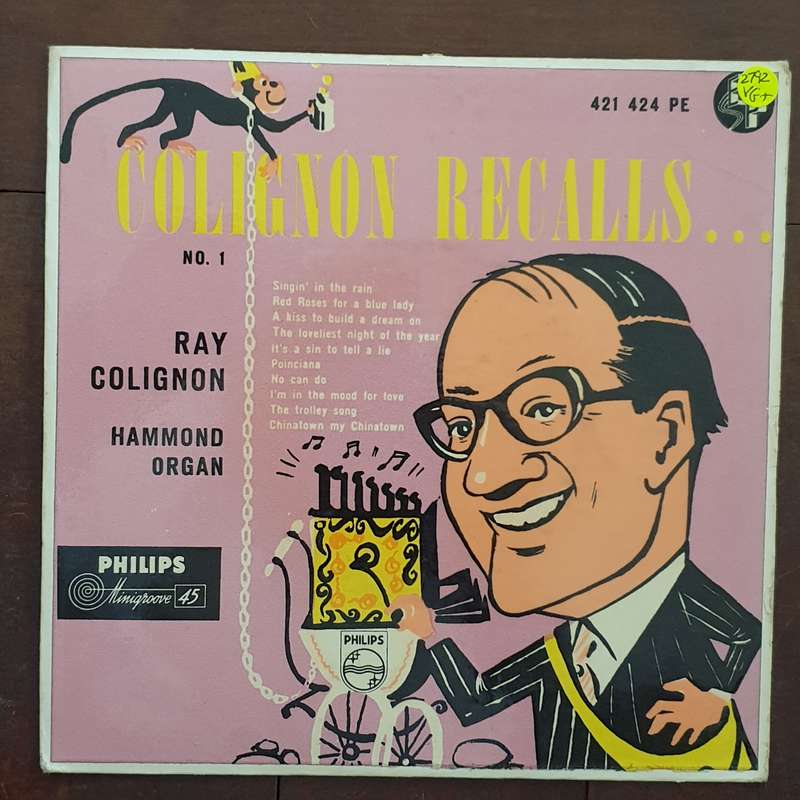 2792
VG+
421 424 PE
COLIGNON RECALLS...
NO. 1
Singin' in the rain
Red Roses for a blue lady
A kiss to build a dream on
The loveliest night of the year
It's a sin to tell a lie
Poinciana
No can do
I'm in the mood for love
The trolley song
Chinatown my Chinatown
RAY
COLIGNON
HAMMOND
ORGAN
PHILIPS
Minigroove 45
PHILIPS